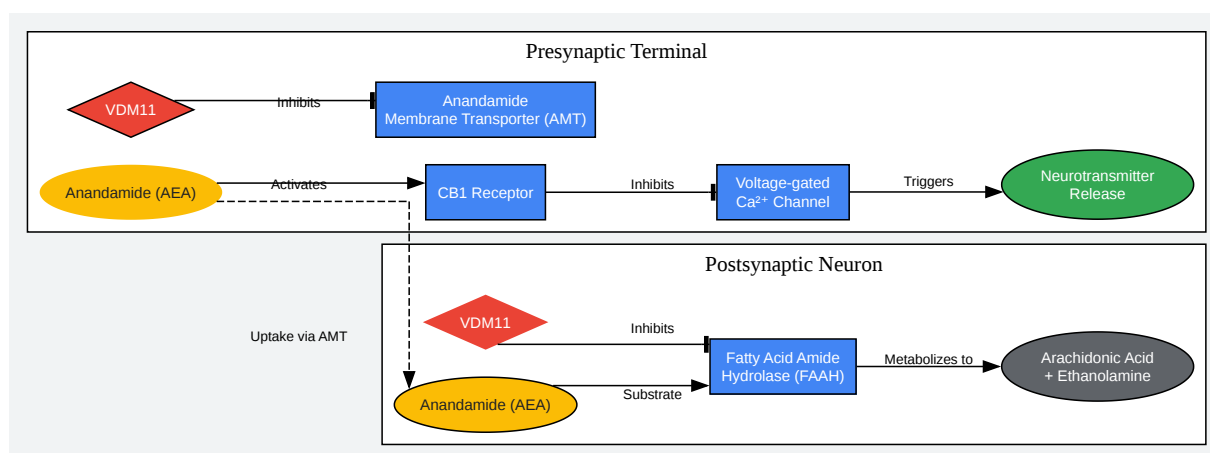 Presynaptic Terminal
VDM11
Inhibits
Anandamide
Membrane Transporter (AMT)
Anandamide (AEA)
Activates
CB1 Receptor
Inhibits
Voltage-gated
Ca²⁺ Channel
Triggers
Neurotransmitter
Release
Postsynaptic Neuron
VDM11
Inhibits
Uptake via AMT
Fatty Acid Amide
Hydrolase (FAAH)
Metabolizes to
Arachidonic Acid
+ Ethanolamine
Anandamide (AEA)
Substrate